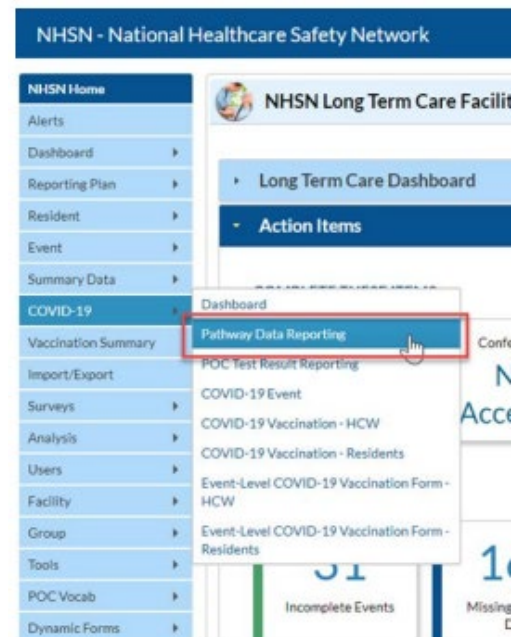 NHSN - National Healthcare Safety Network
NHSN Home
Alerts
Dashboard
Reporting Plan
Resident
Event
Summary Data
COVID-19
Vaccination Summary
Import/Export
Surveys
Analysis
Users
Facility
Group
Tools
POC Vocab
Dynamic Forms
NHSN Long Term Care Facilit
Long Term Care Dashboard
Action Items
Dashboard
Pathway Data Reporting
POC Test Result Reporting
COVID-19 Event
COVID-19 Vaccination - HCW
COVID-19 Vaccination - Residents
Event-Level COVID-19 Vaccination Form -
HCW
Event-Level COVID-19 Vaccination Form -
Residents
Confe
N
Acce
Incomplete Events
Missing